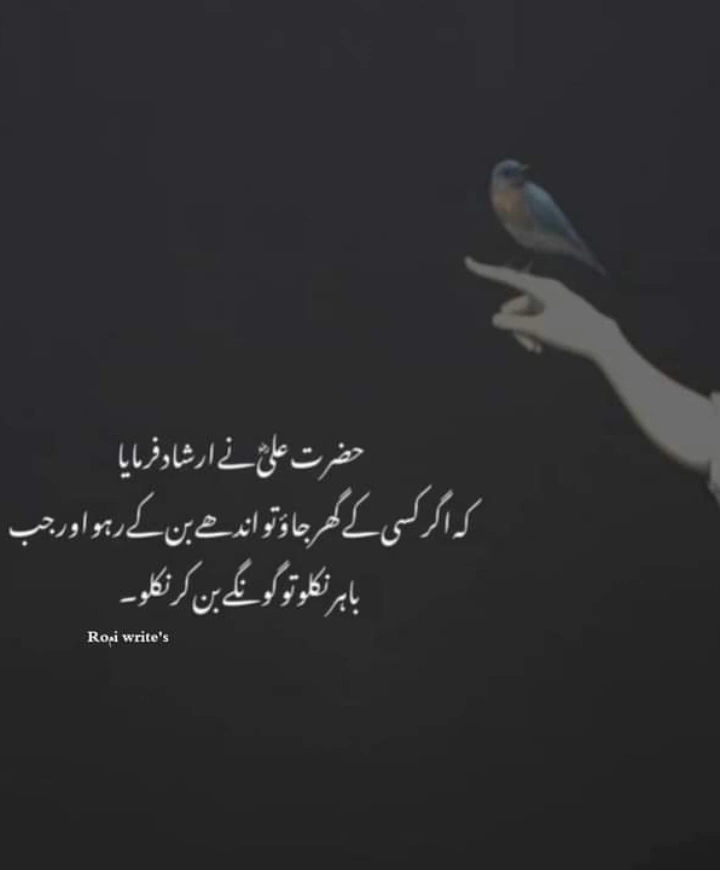 حضرت علیؓ نے ارشاد فرمایا
کہ اگر کسی کے گھر جاؤ تو اندھے بن کے رہو اور جب
باہر نکلو تو گونگے بن کر نکلو۔
write's